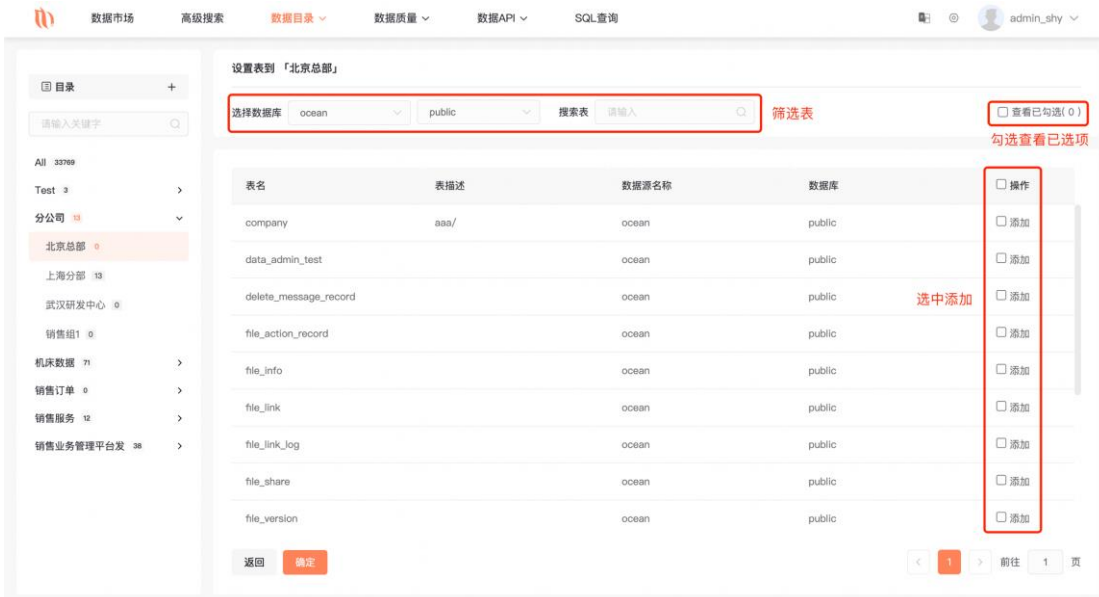 数据市场 高级搜索 数据目录 数据质量 数据API SQL查询 admin_shy
设置表到 「北京总部」
目录 +
选择数据库 ocean public 搜索表 请输入 筛选表 查看已勾选( 0 )
请输入关键字
勾选查看已选项
All 33769
Test 3
分公司 13
北京总部 0
上海分部 13
武汉研发中心 0
销售组1 0
机床数据 71
销售订单 0
销售服务 12
销售业务管理平台发 38
表名 表描述 数据源名称 数据库 操作
company aaa/ ocean public 添加
data_admin_test ocean public 添加
delete_message_record ocean public 选中添加 添加
file_action_record ocean public 添加
file_info ocean public 添加
file_link ocean public 添加
file_link_log ocean public 添加
file_share ocean public 添加
file_version ocean public 添加
返回 确定 < 1 > 前往 1 页